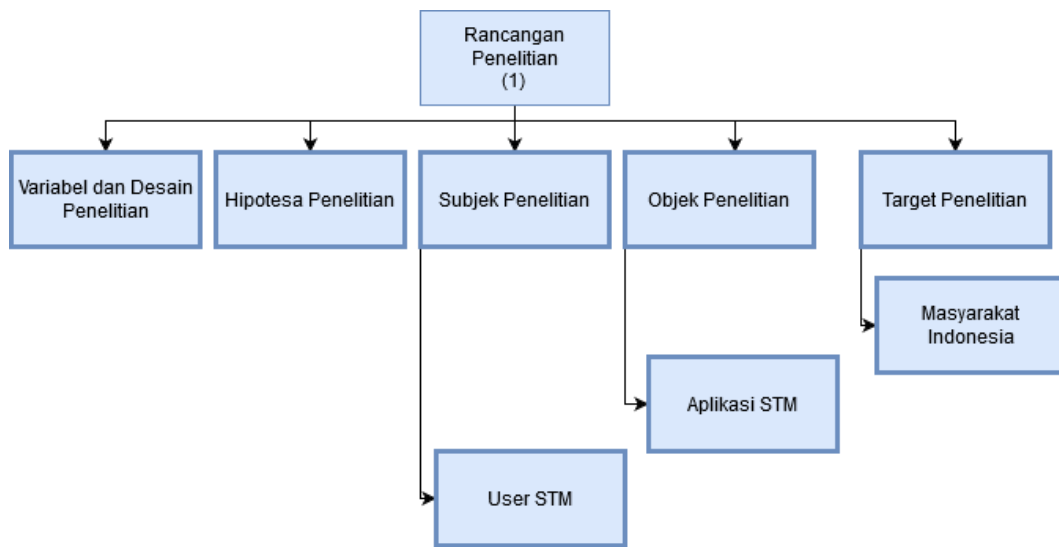 Rancangan
Penelitian
(1)
Variabel dan Desain
Penelitian
Hipotesa Penelitian
Subjek Penelitian
Objek Penelitian
Target Penelitian
Masyarakat
Indonesia
Aplikasi STM
User STM